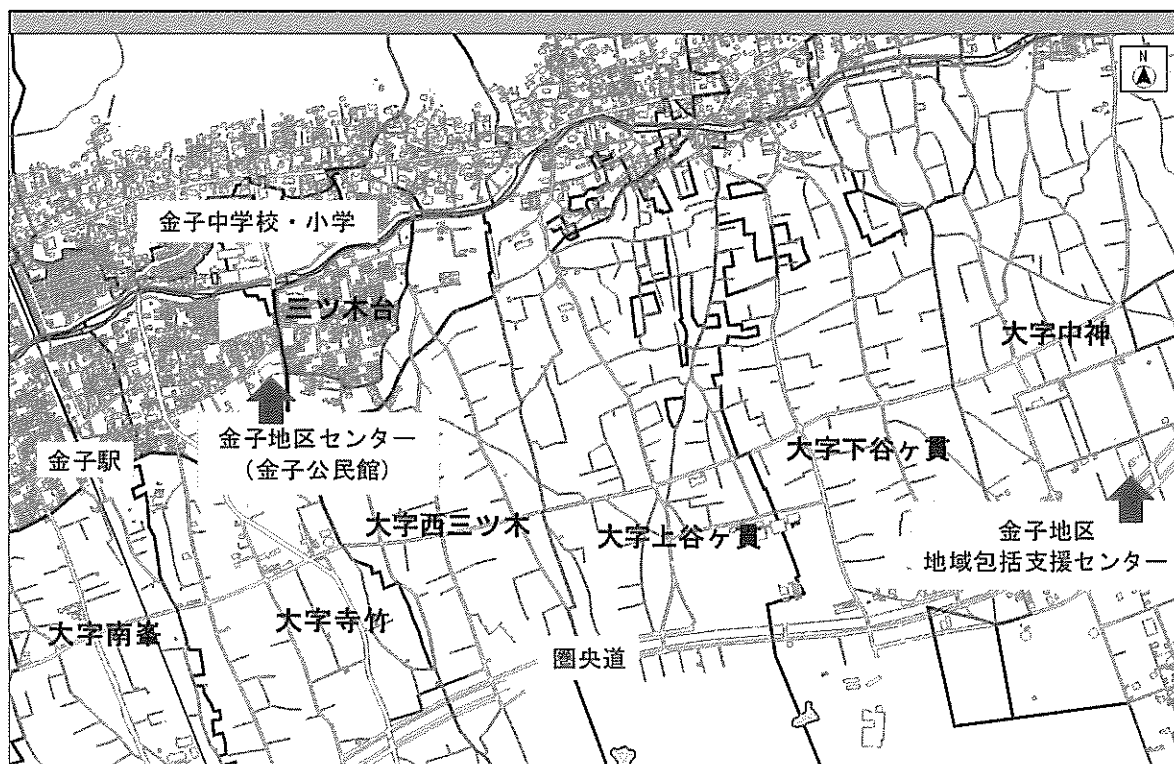 N
金子中学校・小学
三ツ木台
大字中神
金子地区センター
（金子公民館）
金子駅
大字下谷ヶ貫
大字西三ツ木
大字上谷ヶ貫
金子地区
地域包括支援センター
大字南峯
大字寺竹
圏央道